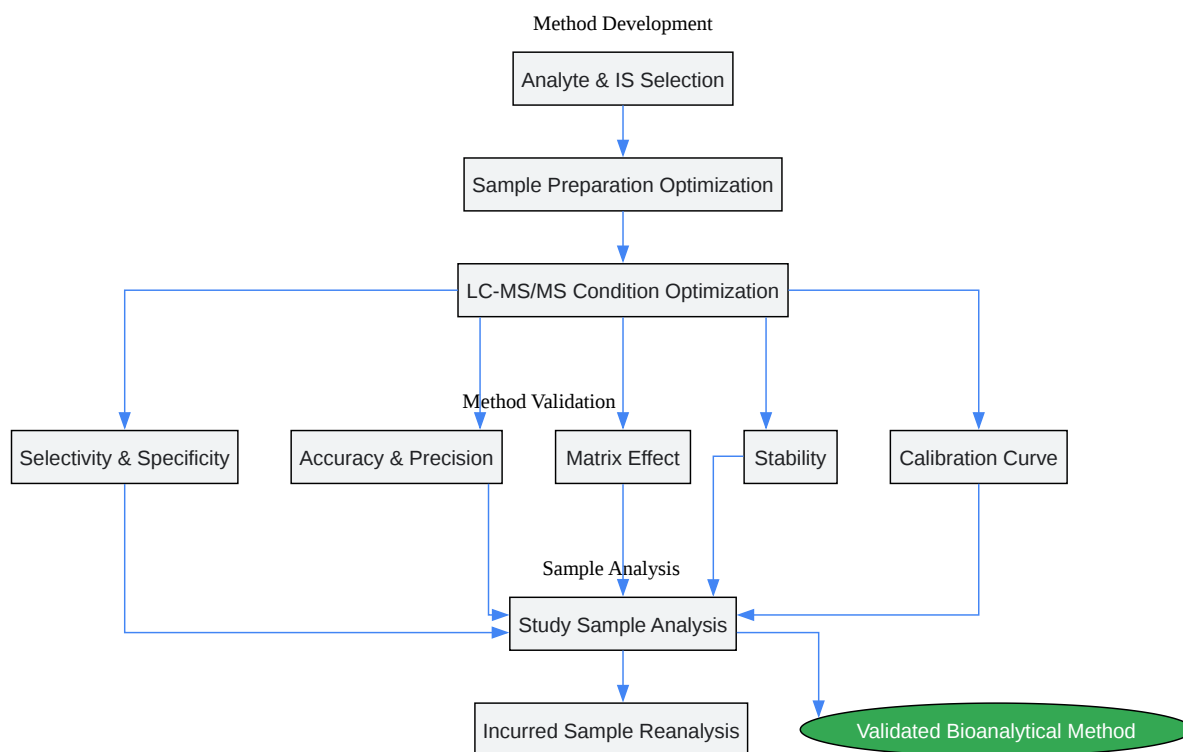 Method Development
Analyte & IS Selection
Sample Preparation Optimization
LC-MS/MS Condition Optimization
Method Validation
Selectivity & Specificity
Accuracy & Precision
Matrix Effect
Stability
Calibration Curve
Sample Analysis
Study Sample Analysis
Incurred Sample Reanalysis
Validated Bioanalytical Method